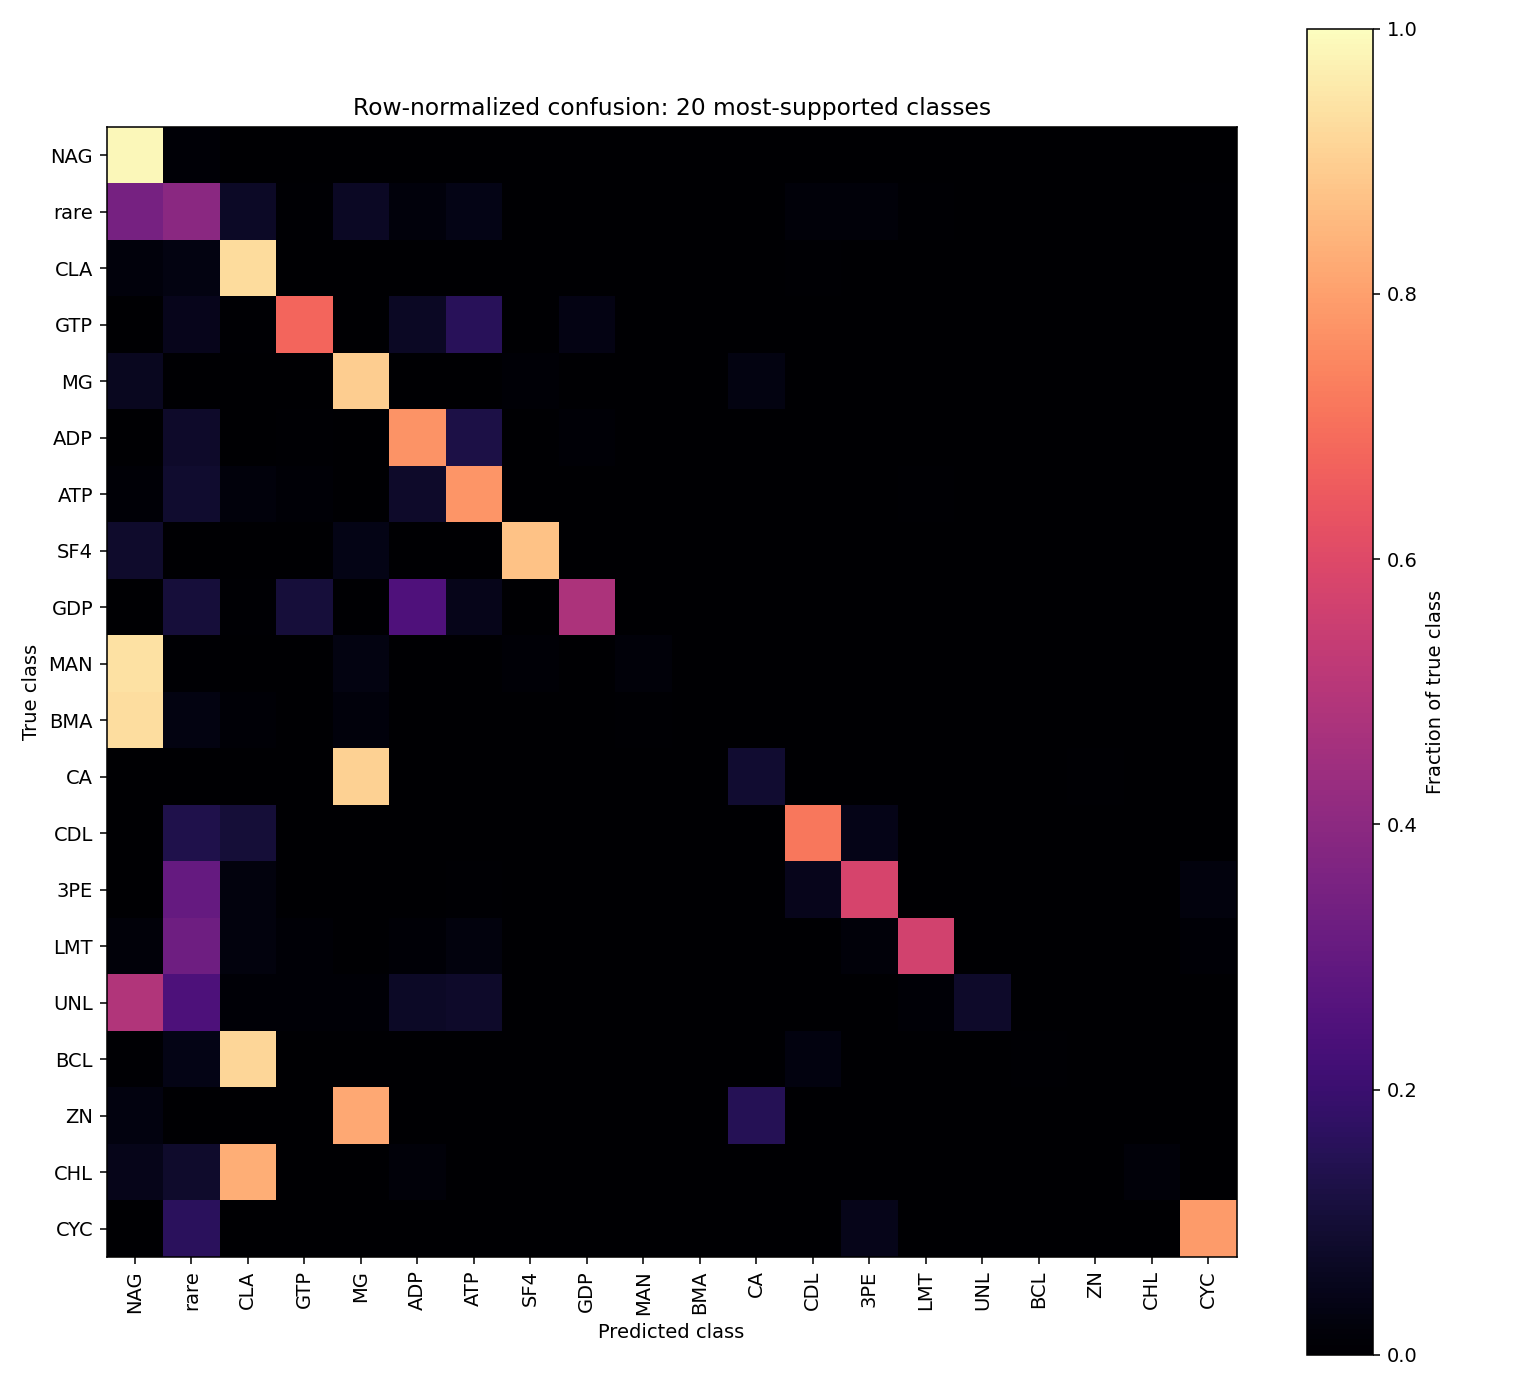 Row-normalized confusion: 20 most-supported classes
True class
NAG
rare
CLA
GTP
MG
ADP
ATP
SF4
GDP
MAN
BMA
CA
CDL
3PE
LMT
UNL
BCL
ZN
CHL
CYC
NAG
rare
CLA
GTP
MG
ADP
ATP
SF4
GDP
MAN
BMA
CA
CDL
3PE
LMT
UNL
BCL
ZN
CHL
CYC
Predicted class
1.0
0.8
0.6
0.4
0.2
0.0
Fraction of true class